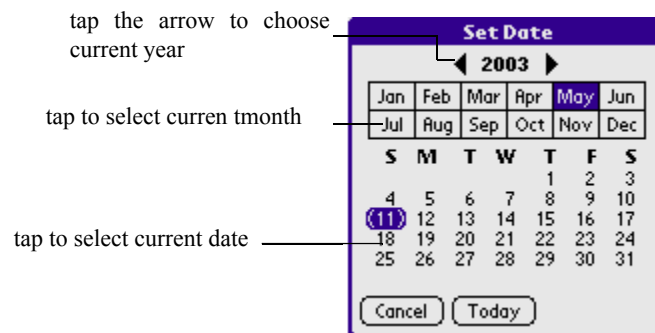 tap the arrow to choose
current year
tap to select curren tmonth
tap to select current date
Set Date
2003
Jan Feb Mar Apr May Jun
Jul Aug Sep Oct Nov Dec
S M T W T F S
1 2 3
4 5 6 7 8 9 10
11 12 13 14 15 16 17
18 19 20 21 22 23 24
25 26 27 28 29 30 31
Cancel Today